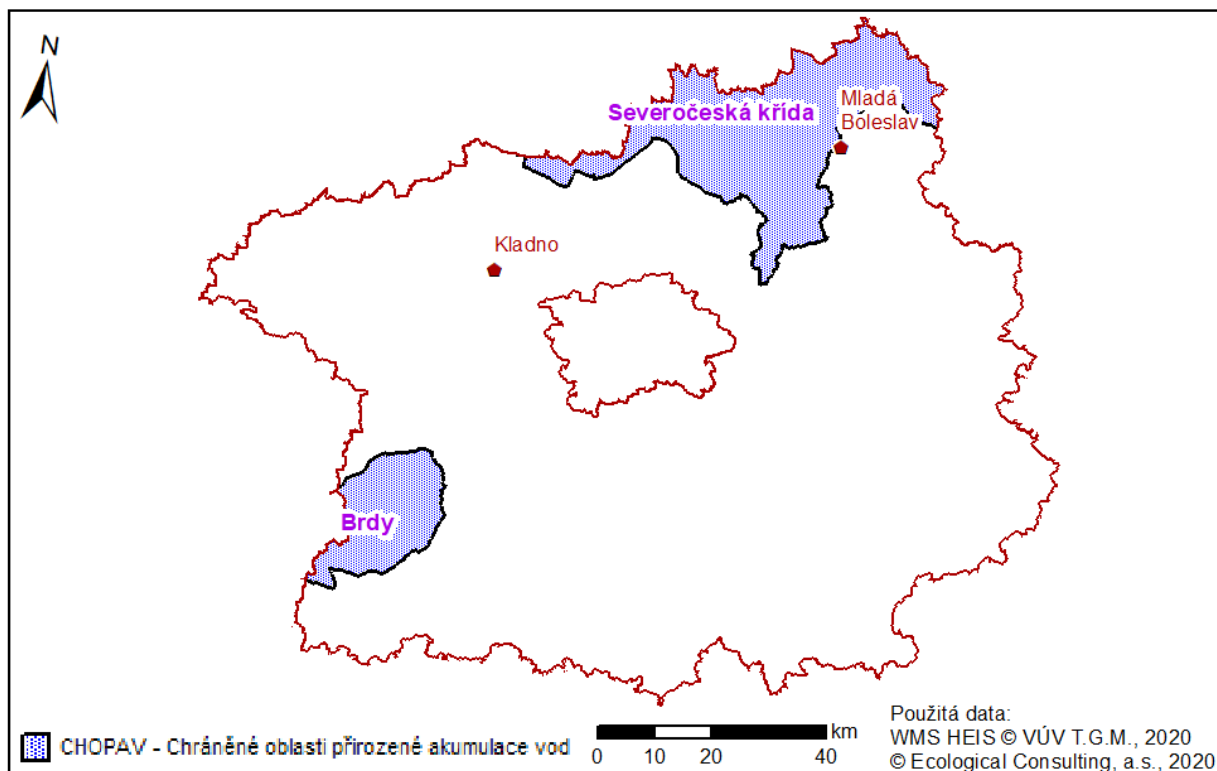 N
Severočeská křída
Mladá
Boleslav
Kladno
Brdy
CHOPAV - Chráněné oblasti přirozené akumulace vod
km
0 10 20 40
Použitá data:
WMS HEIS © VÚV T.G.M., 2020
© Ecological Consulting, a.s., 2020